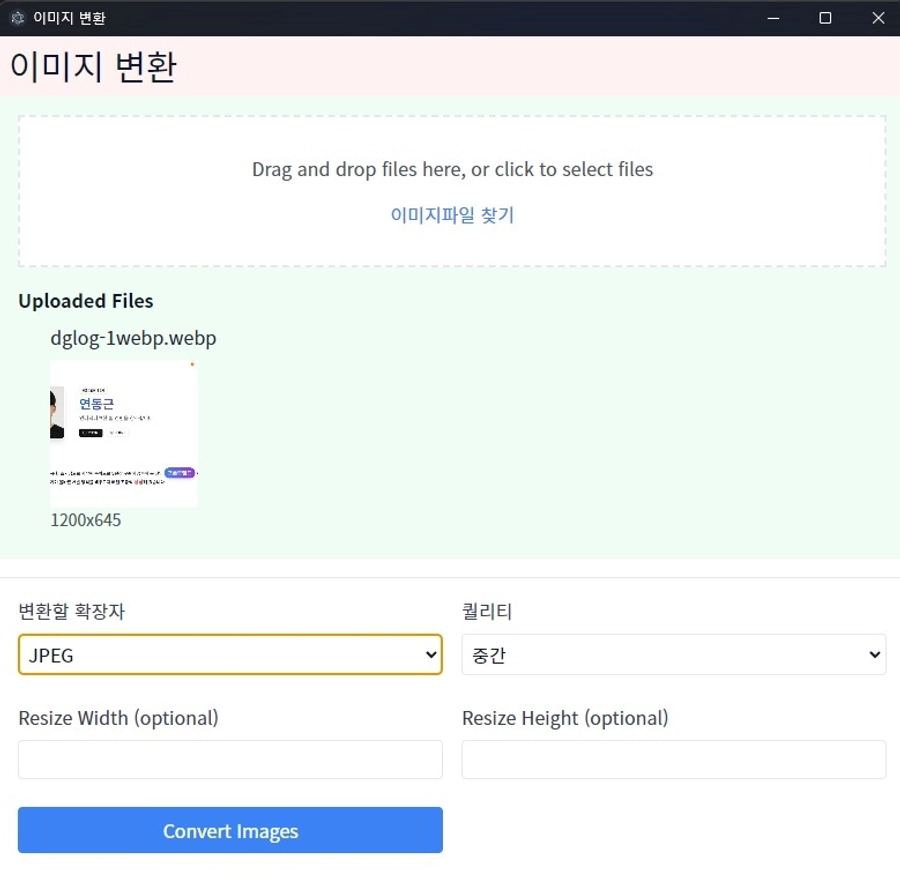 이미지 변환
이미지 변환
Drag and drop files here, or click to select files
이미지파일 찾기
Uploaded Files
dglog-1webp.webp
연동근
1200x645
변환할 확장자
퀄리티
JPEG
중간
Resize Width (optional)
Resize Height (optional)
Convert Images